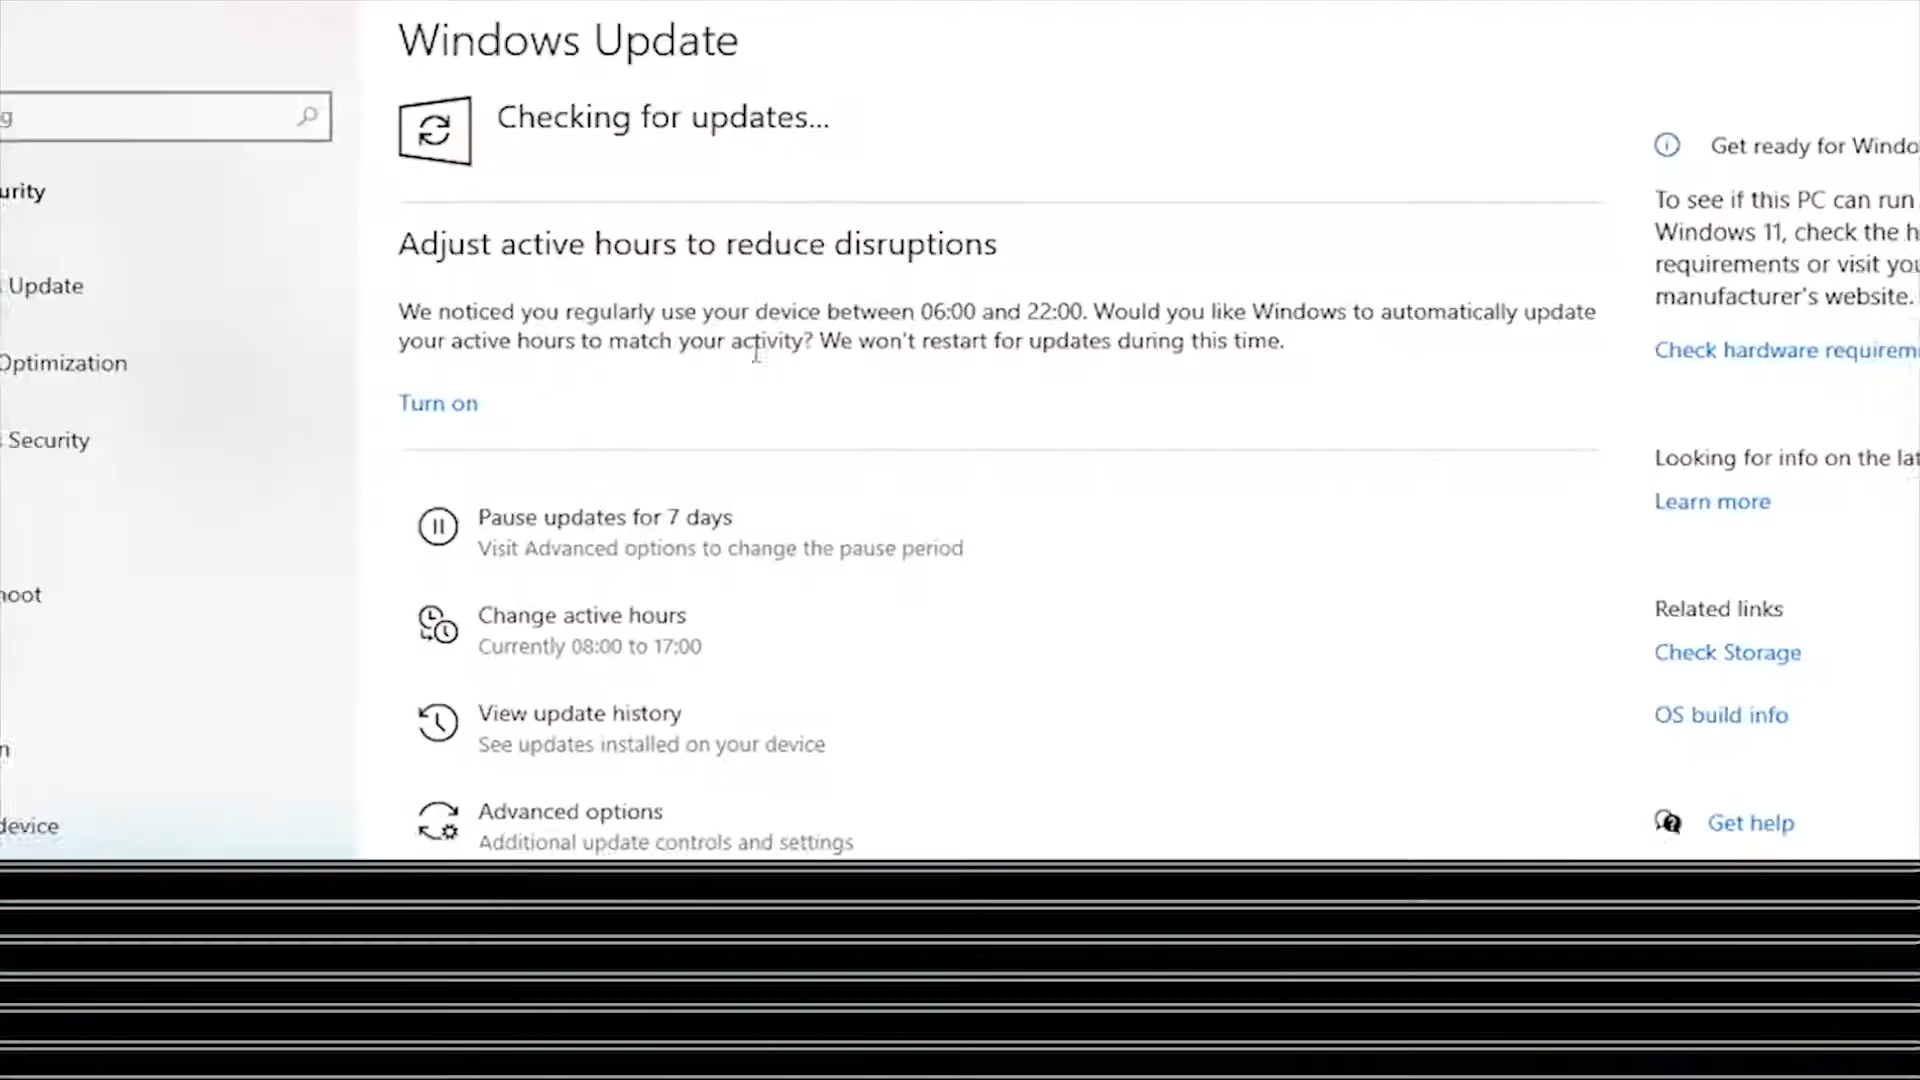 Windows Update
g
Checking for updates...
urity
Update
Optimization
Security
hoot
n
device
Adjust active hours to reduce disruptions
We noticed you regularly use your device between 06:00 and 22:00. Would you like Windows to automatically update
your active hours to match your activity? We won't restart for updates during this time.
Turn on
Pause updates for 7 days
Visit Advanced options to change the pause period
Change active hours
Currently 08:00 to 17:00
View update history
See updates installed on your device
Advanced options
Additional update controls and settings
Get ready for Windo
To see if this PC can run
Windows 11, check the h
requirements or visit you
manufacturer's website.
Check hardware requirem
Looking for info on the lat
Learn more
Related links
Check Storage
OS build info
Get help